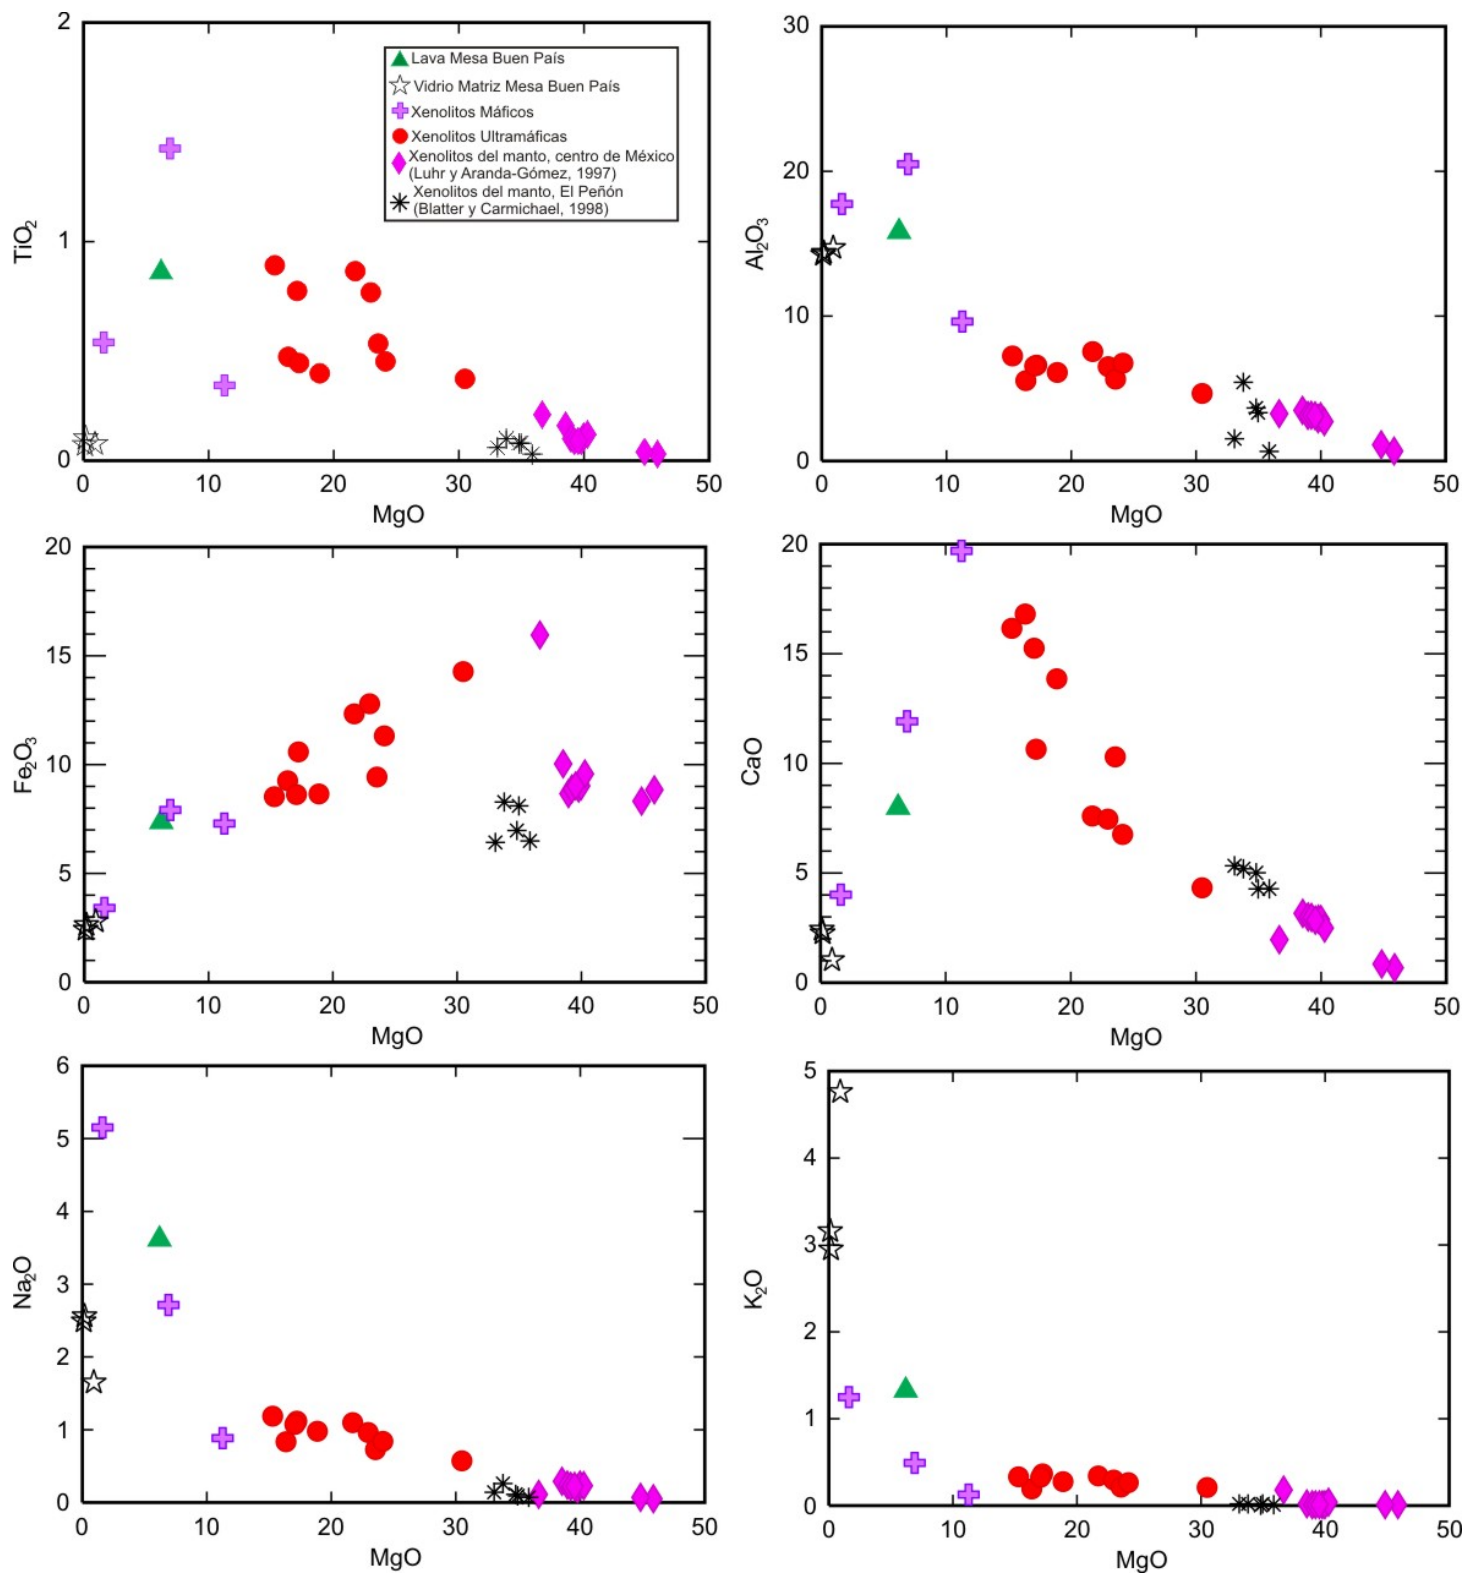 2
1
0
TiO2
0 10 20 30 40 50
MgO
Lava Mesa Buen País
Vidrio Matriz Mesa Buen País
Xenolitos Máficos
Xenolitos Ultramáficas
Xenolitos del manto, centro de México
(Luhr y Aranda-Gómez, 1997)
Xenolitos del manto, El Peñón
(Blatter y Carmichael, 1998)
30
20
10
0
Al2O3
0 10 20 30 40 50
MgO
20
15
10
5
0
Fe2O3
0 10 20 30 40 50
MgO
20
15
10
5
0
CaO
0 10 20 30 40 50
MgO
6
5
4
3
2
1
0
Na2O
0 10 20 30 40 50
MgO
5
4
3
2
1
0
K2O
0 10 20 30 40 50
MgO